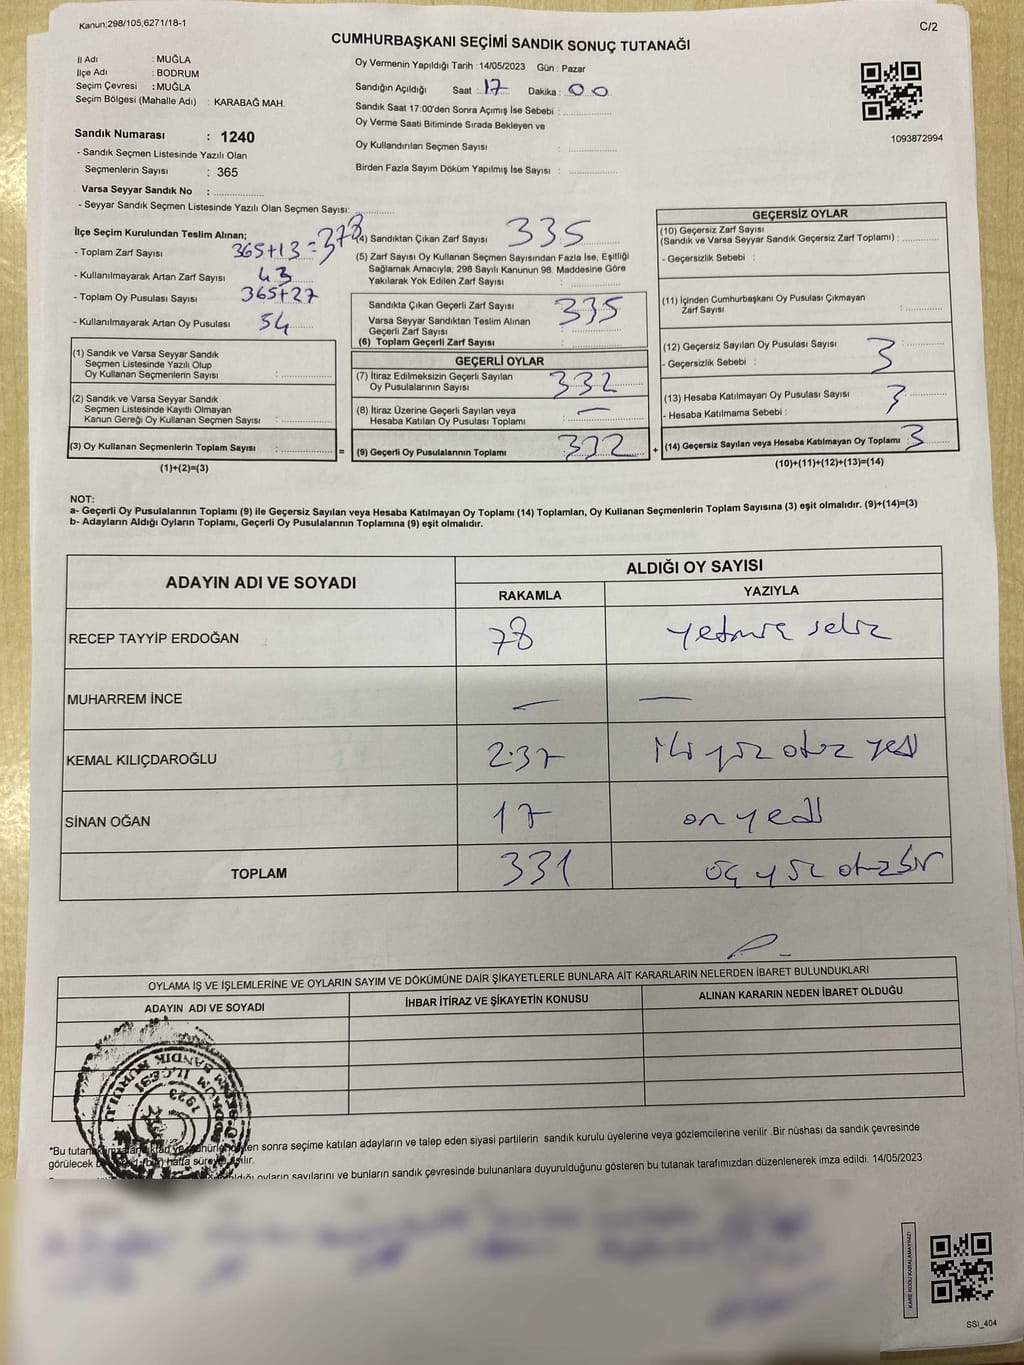 Kanun;298/105,6271/18-1
C/2
CUMHURBAŞKANI SEÇİMİ SANDIK SONUÇ TUTANAĞI
İl Adı : MUĞLA
İlçe Adı : BODRUM
Seçim Çevresi : MUĞLA
Seçim Bölgesi (Mahalle Adı) : KARABAĞ MAH.
Sandık Numarası : 1240
- Sandık Seçmen Listesinde Yazılı Olan
Seçmenlerin Sayısı : 365
Varsa Seyyar Sandık No :
- Seyyar Sandık Seçmen Listesinde Yazılı Olan Seçmen Sayısı:
Oy Vermenin Yapıldığı Tarih :14/05/2023 Gün : Pazar
Sandığın Açıldığı Saat : 17 Dakika : 00
Sandık Saat 17:00'den Sonra Açımış İse Sebebi :
Oy Verme Saati Bitiminde Sırada Bekleyen ve
Oy Kullandırılan Seçmen Sayısı :
Birden Fazla Sayım Döküm Yapılmış İse Sayısı :
1093872994
İlçe Seçim Kurulundan Teslim Alınan;
- Toplam Zarf Sayısı 365+13=378
- Kullanılmayarak Artan Zarf Sayısı 43
- Toplam Oy Pusulası Sayısı 365+27
- Kullanılmayarak Artan Oy Pusulası 54
(1) Sandık ve Varsa Seyyar Sandık
Seçmen Listesinde Yazılı Olup
Oy Kullanan Seçmenlerin Sayısı :
(2) Sandık ve Varsa Seyyar Sandık
Seçmen Listesinde Kayıtlı Olmayan
Kanun Gereği Oy Kullanan Seçmen Sayısı :
(3) Oy Kullanan Seçmenlerin Toplam Sayısı :
(1)+(2)=(3)
(4) Sandıktan Çıkan Zarf Sayısı 335
(5) Zarf Sayısı Oy Kullanan Seçmen Sayısından Fazla İse, Eşitliği
Sağlamak Amacıyla, 298 Sayılı Kanunun 98. Maddesine Göre
Yakılarak Yok Edilen Zarf Sayısı :
Sandıkta Çıkan Geçerli Zarf Sayısı 335
Varsa Seyyar Sandıktan Teslim Alınan
Geçerli Zarf Sayısı :
(6) Toplam Geçerli Zarf Sayısı :
GEÇERLİ OYLAR
(7) İtiraz Edilmeksizin Geçerli Sayılan
Oy Pusulalarının Sayısı : 332
(8) İtiraz Üzerine Geçerli Sayılan veya
Hesaba Katılan Oy Pusulası Toplamı : —
(9) Geçerli Oy Pusulalarının Toplamı : 332
=
+
GEÇERSİZ OYLAR
(10) Geçersiz Zarf Sayısı
(Sandık ve Varsa Seyyar Sandık Geçersiz Zarf Toplamı) :
- Geçersizlik Sebebi :
(11) İçinden Cumhurbaşkanı Oy Pusulası Çıkmayan
Zarf Sayısı :
(12) Geçersiz Sayılan Oy Pusulası Sayısı : 3
- Geçersizlik Sebebi :
(13) Hesaba Katılmayan Oy Pusulası Sayısı : 3
- Hesaba Katılmama Sebebi :
(14) Geçersiz Sayılan veya Hesaba Katılmayan Oy Toplamı : 3
(10)+(11)+(12)+(13)=(14)
NOT:
a- Geçerli Oy Pusulalarının Toplamı (9) ile Geçersiz Sayılan veya Hesaba Katılmayan Oy Toplamı (14) Toplamları, Oy Kullanan Seçmenlerin Toplam Sayısına (3) eşit olmalıdır. (9)+(14)=(3)
b- Adayların Aldığı Oyların Toplamı, Geçerli Oy Pusulalarının Toplamına (9) eşit olmalıdır.
ADAYIN ADI VE SOYADI
ALDIĞI OY SAYISI
RAKAMLA YAZIYLA
RECEP TAYYİP ERDOĞAN 78 yetmiş sekiz
MUHARREM İNCE — —
KEMAL KILIÇDAROĞLU 237 iki yüz otuz yedi
SİNAN OĞAN 17 on yedi
TOPLAM 331 üç yüz otuz bir
OYLAMA İŞ VE İŞLEMLERİNE VE OYLARIN SAYIM VE DÖKÜMÜNE DAİR ŞİKAYETLERLE BUNLARA AİT KARARLARIN NELERDEN İBARET BULUNDUKLARI
ADAYIN ADI VE SOYADI İHBAR İTİRAZ VE ŞİKAYETİN KONUSU ALINAN KARARIN NEDEN İBARET OLDUĞU
1923
*Bu sonra seçime katılan adayların ve talep eden siyasi partilerin sandık kurulu üyelerine veya gözlemcilerine verilir .Bir nüshası da sandık çevresinde
görülecek hafta
oyların sayılarını ve bunların sandık çevresinde bulunanlara duyurulduğunu gösteren bu tutanak tarafımızdan düzenlenerek imza edildi. 14/05/2023
KARE KODU KARALAMAYINIZ!
SSI_404